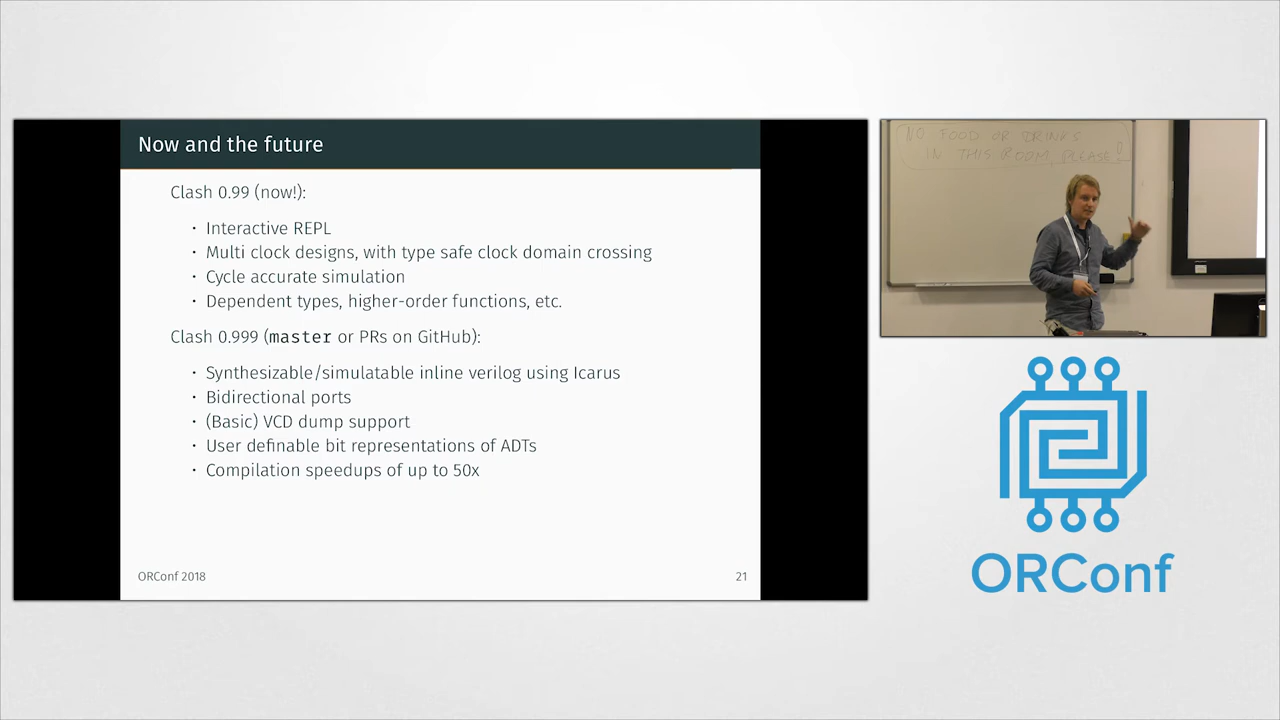 Now and the future
Clash 0.99 (now!):
· Interactive REPL
· Multi clock designs, with type safe clock domain crossing
· Cycle accurate simulation
· Dependent types, higher-order functions, etc.
Clash 0.999 (master or PRs on GitHub):
· Synthesizable/simulatable inline verilog using Icarus
· Bidirectional ports
· (Basic) VCD dump support
· User definable bit representations of ADTs
· Compilation speedups of up to 50x
ORConf 2018
21
NO FOOD OR DRINKS
IN THIS ROOM, PLEASE!
ORConf